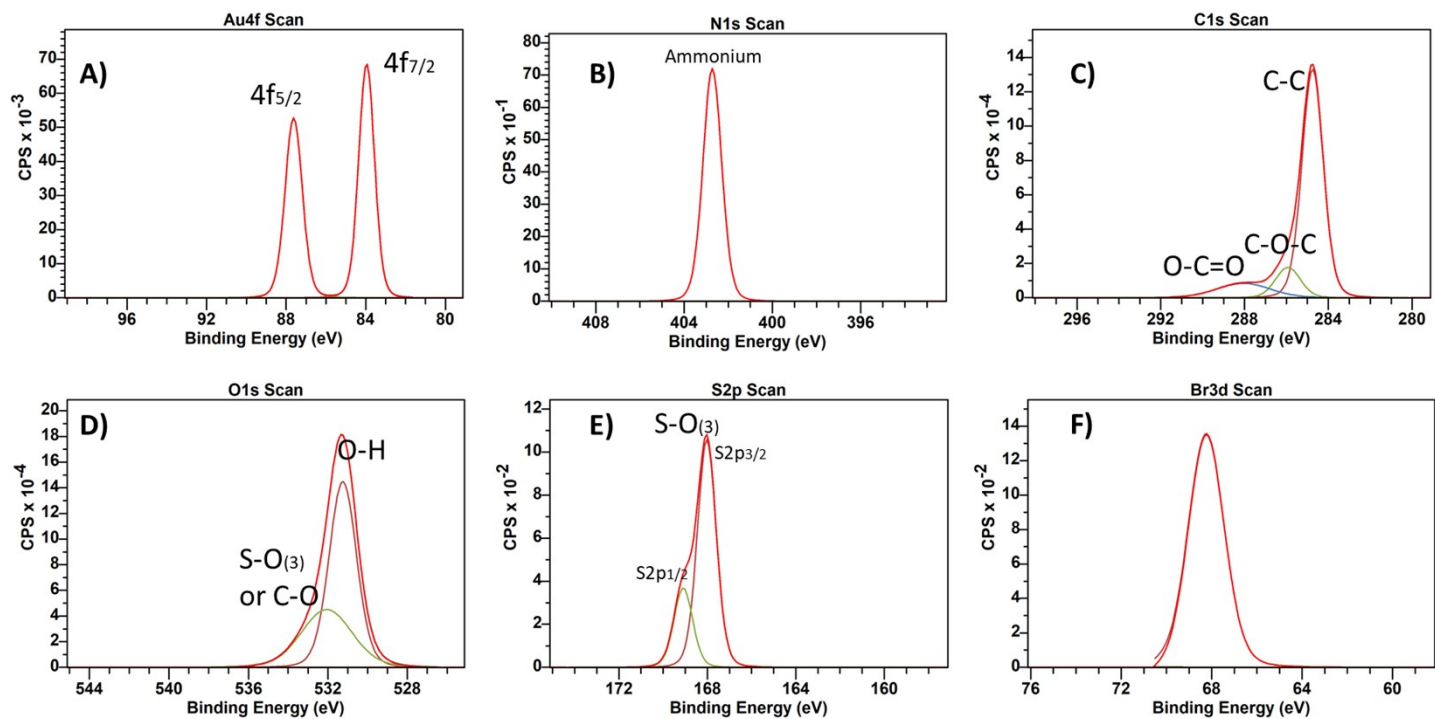 Au4f Scan
A)
4f5/2
4f7/2
CPS x 10-3
70
60
50
40
30
20
10
0
96 92 88 84 80
Binding Energy (eV)
N1s Scan
B)
Ammonium
CPS x 10-1
80
70
60
50
40
30
20
10
0
408 404 400 396
Binding Energy (eV)
C1s Scan
C)
C-C
C-O-C
O-C=O
CPS x 10-4
14
12
10
8
6
4
2
0
296 292 288 284 280
Binding Energy (eV)
O1s Scan
D)
O-H
S-O(3)
or C-O
CPS x 10-4
20
18
16
14
12
10
8
6
4
2
0
544 540 536 532 528
Binding Energy (eV)
S2p Scan
E)
S-O(3)
S2p3/2
S2p1/2
CPS x 10-2
12
10
8
6
4
2
0
172 168 164 160
Binding Energy (eV)
Br3d Scan
F)
CPS x 10-2
14
12
10
8
6
4
2
0
76 72 68 64 60
Binding Energy (eV)